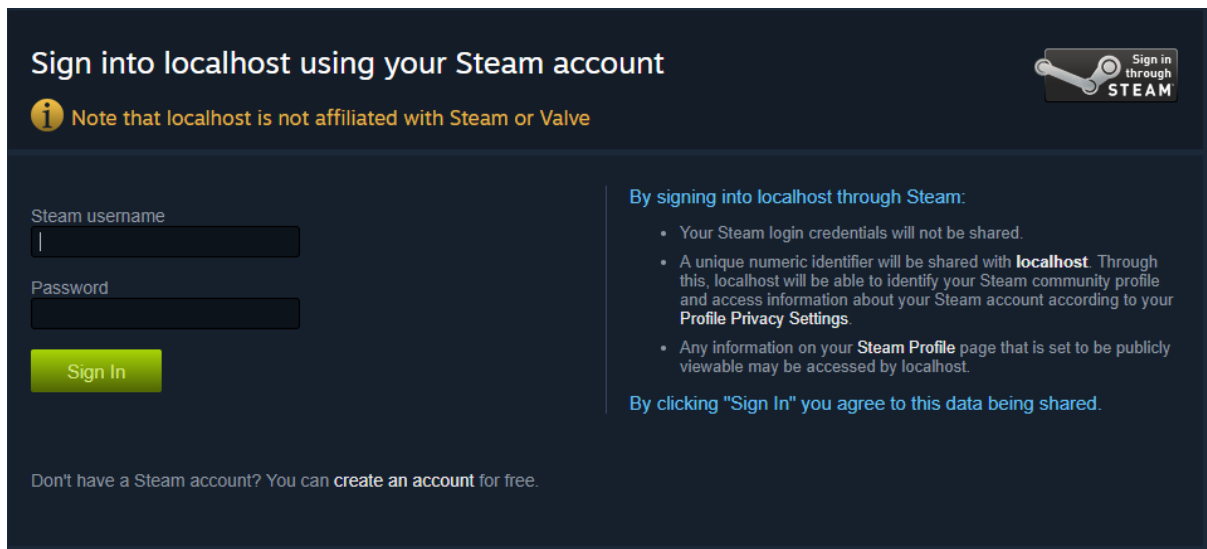 Sign into localhost using your Steam account
Sign in
through
STEAM
Note that localhost is not affiliated with Steam or Valve
Steam username
Password
Sign In
By signing into localhost through Steam:
• Your Steam login credentials will not be shared.
• A unique numeric identifier will be shared with localhost. Through
this, localhost will be able to identify your Steam community profile
and access information about your Steam account according to your
Profile Privacy Settings.
• Any information on your Steam Profile page that is set to be publicly
viewable may be accessed by localhost.
By clicking "Sign In" you agree to this data being shared.
Don't have a Steam account? You can create an account for free.